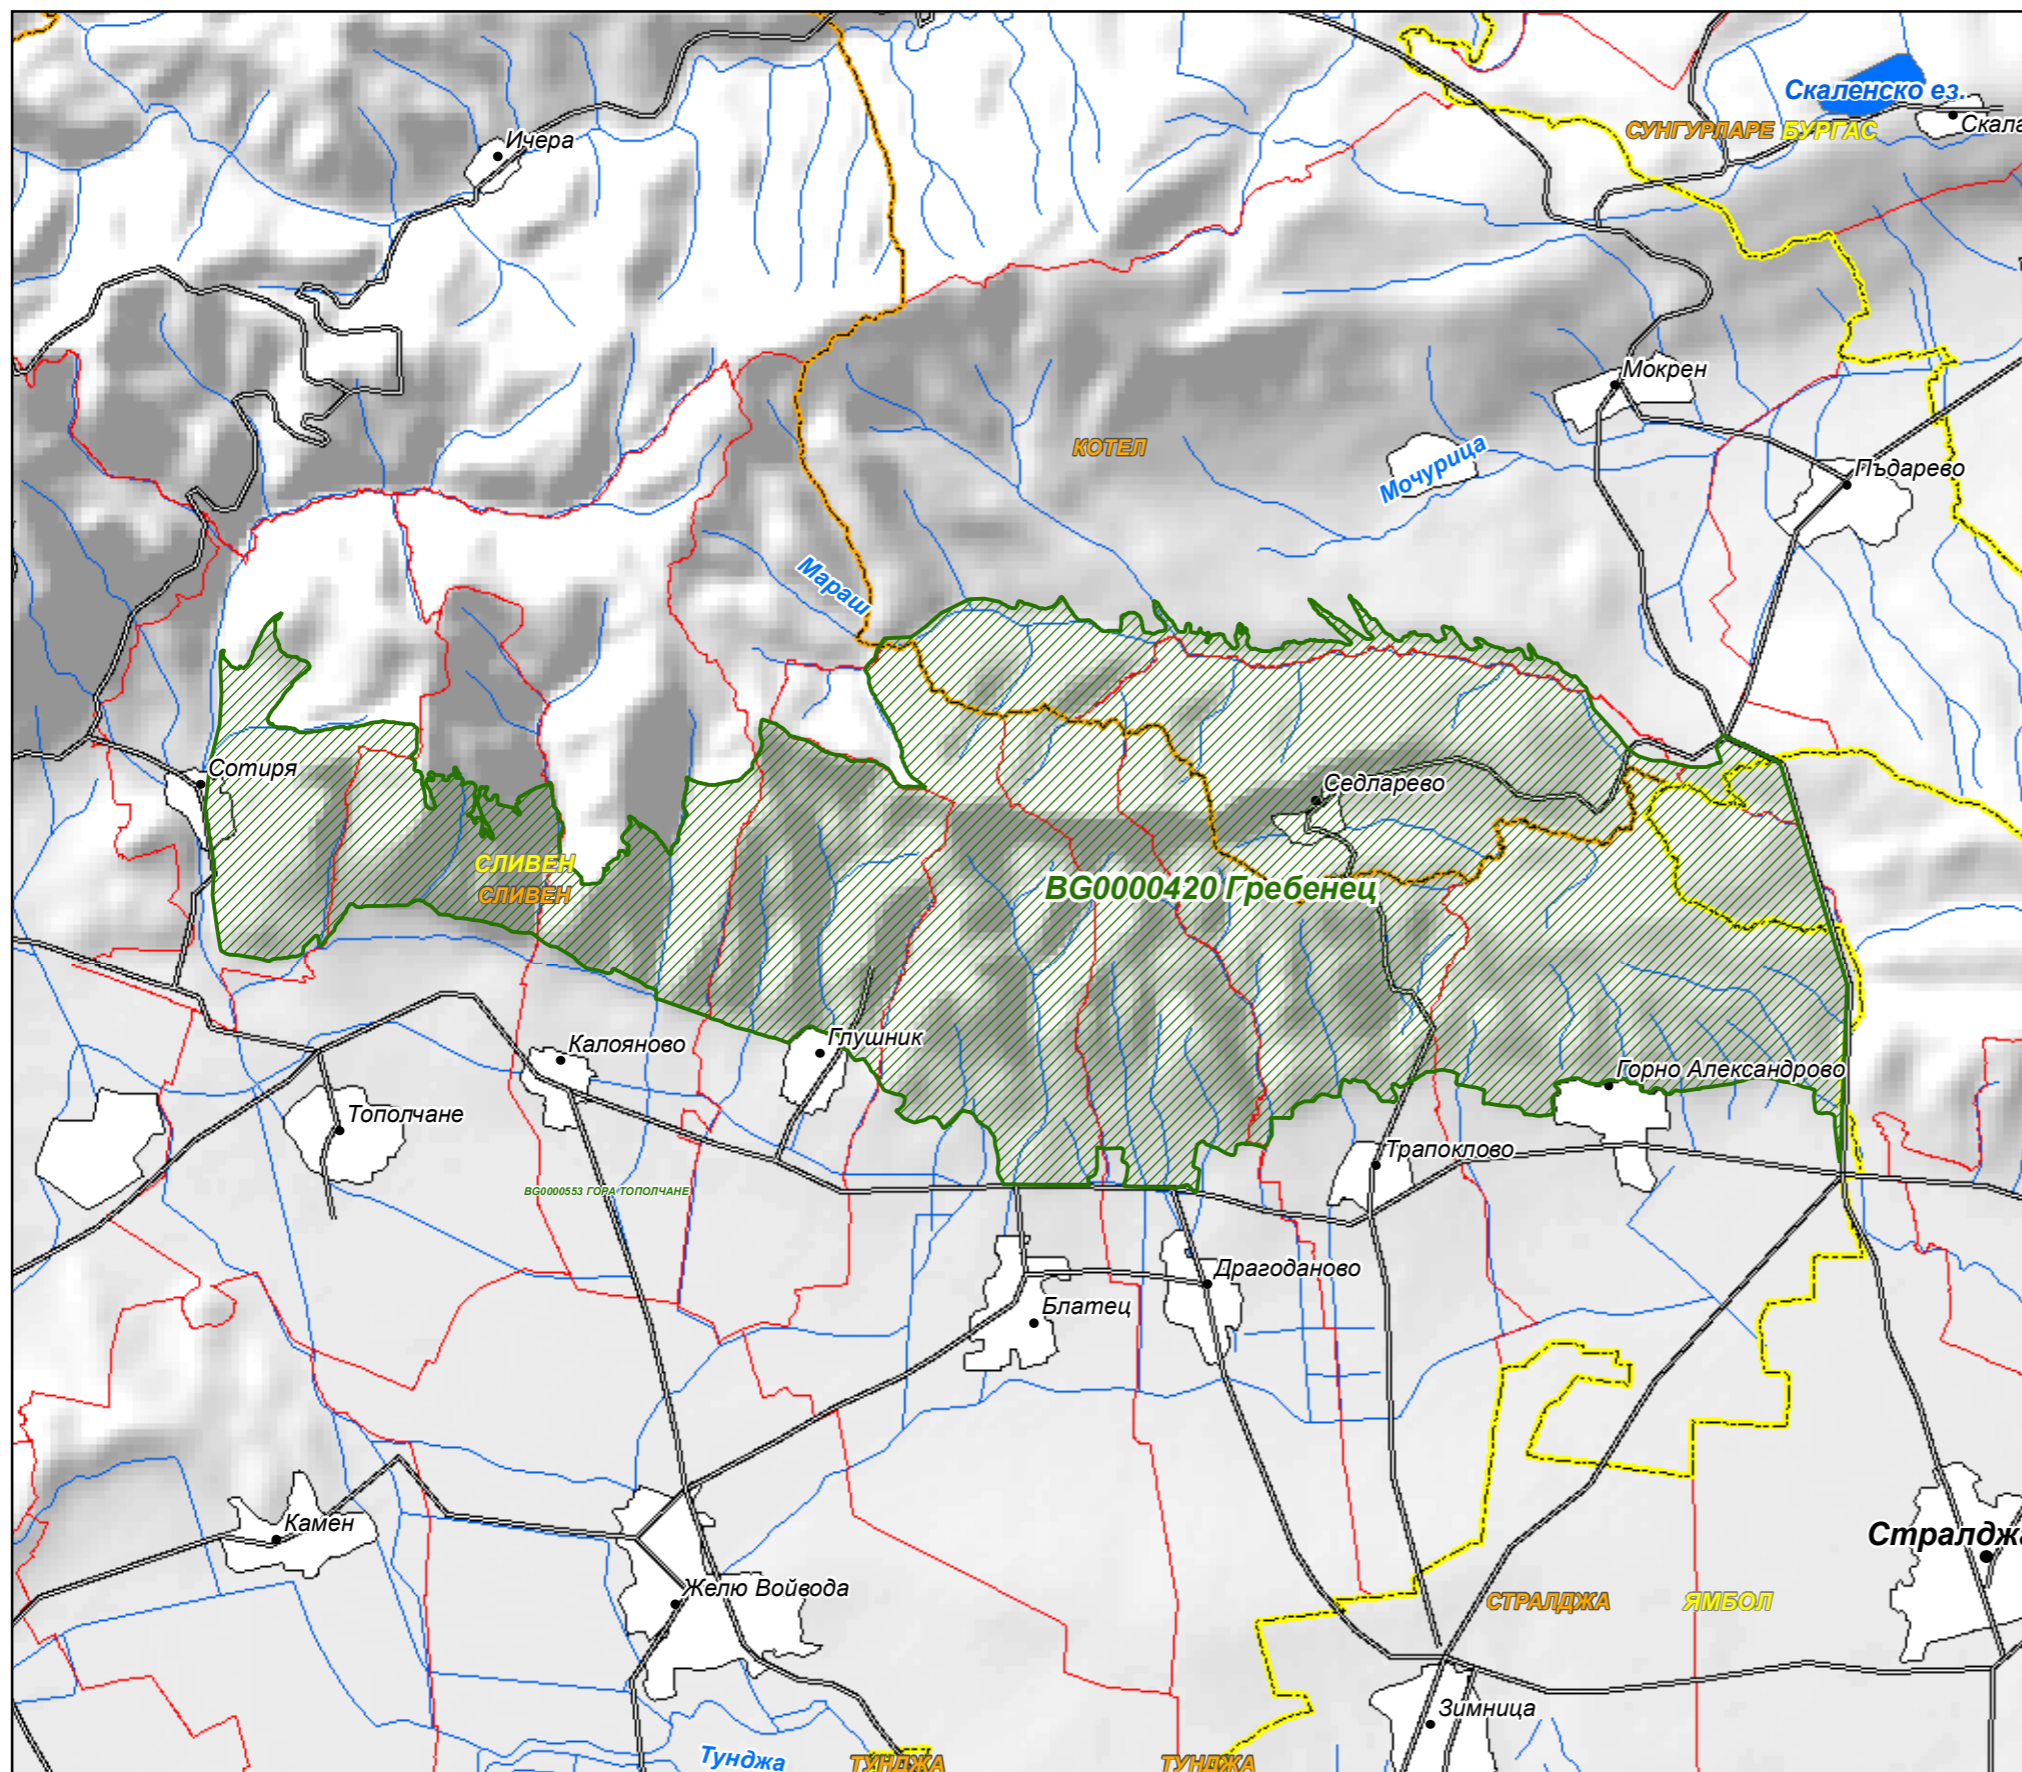 Скаленско ез.
СУНГУРЛАРЕ БУРГАС
Скала
Ичера
Мокрен
КОТЕЛ
Мочурица
Пъдарево
Мараш
Сотиря
Седларево
СЛИВЕН
СЛИВЕН
BG0000420 Гребенец
Калояново
Глушник
Горно Александрово
Тополчане
Трапоклово
BG0000553 ГОРА ТОПОЛЧАНЕ
Драгоданово
Блатец
Камен
Стралджа
Желю Войвода
СТРАЛДЖА
ЯМБОЛ
Зимница
Тунджа
ТУНДЖА
ТУНДЖА